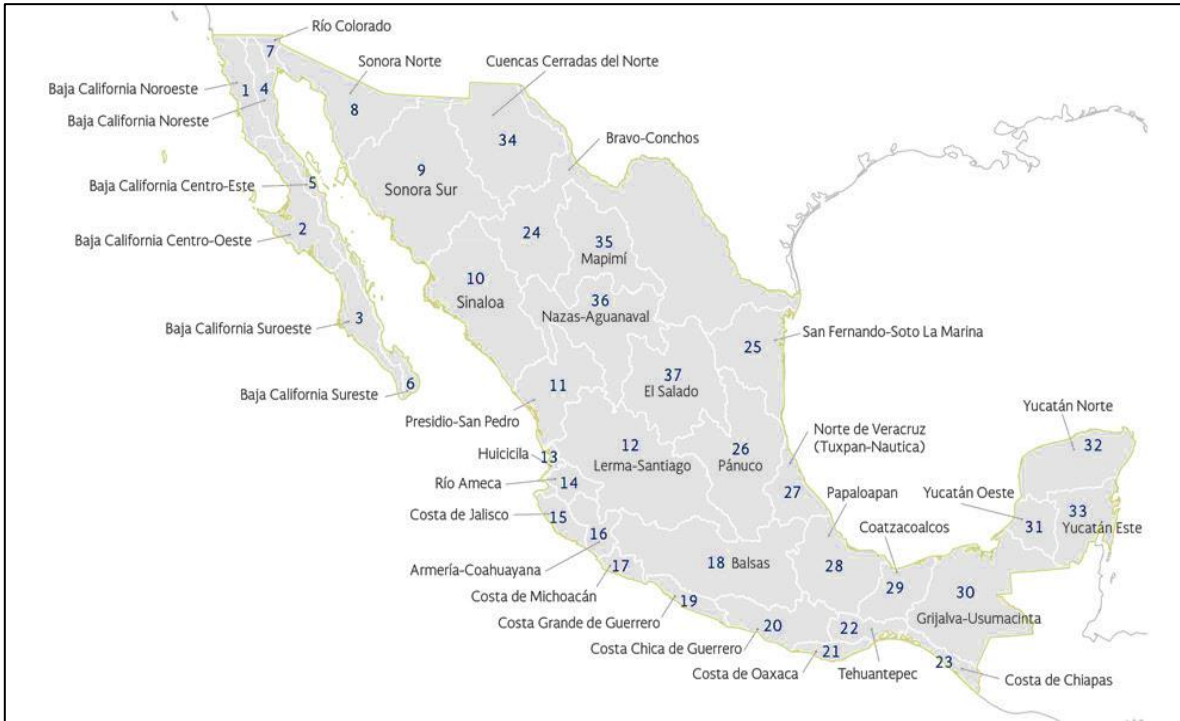 Río Colorado
7
Sonora Norte
Cuencas Cerradas del Norte
Baja California Noroeste
1
4
8
Baja California Noreste
34
Bravo-Conchos
9
Sonora Sur
Baja California Centro-Este
5
2
Baja California Centro-Oeste
24
35
Mapimí
10
Sinaloa
36
Nazas-Aguanaval
3
Baja California Suroeste
25
San Fernando-Soto La Marina
6
Baja California Sureste
11
37
El Salado
Presidio-San Pedro
Yucatán Norte
32
Norte de Veracruz
(Tuxpan-Nautica)
12
Lerma-Santiago
26
Pánuco
Huicicila
13
Río Ameca
14
27
Papaloapan
Yucatán Oeste
31
33
Yucatán Este
Costa de Jalisco
15
Coatzacoalcos
16
Armería-Coahuayana
18 Balsas
28
29
30
Grijalva-Usumacinta
17
Costa de Michoacán
19
Costa Grande de Guerrero
20
22
Costa Chica de Guerrero
21
Costa de Oaxaca
Tehuantepec
23
Costa de Chiapas